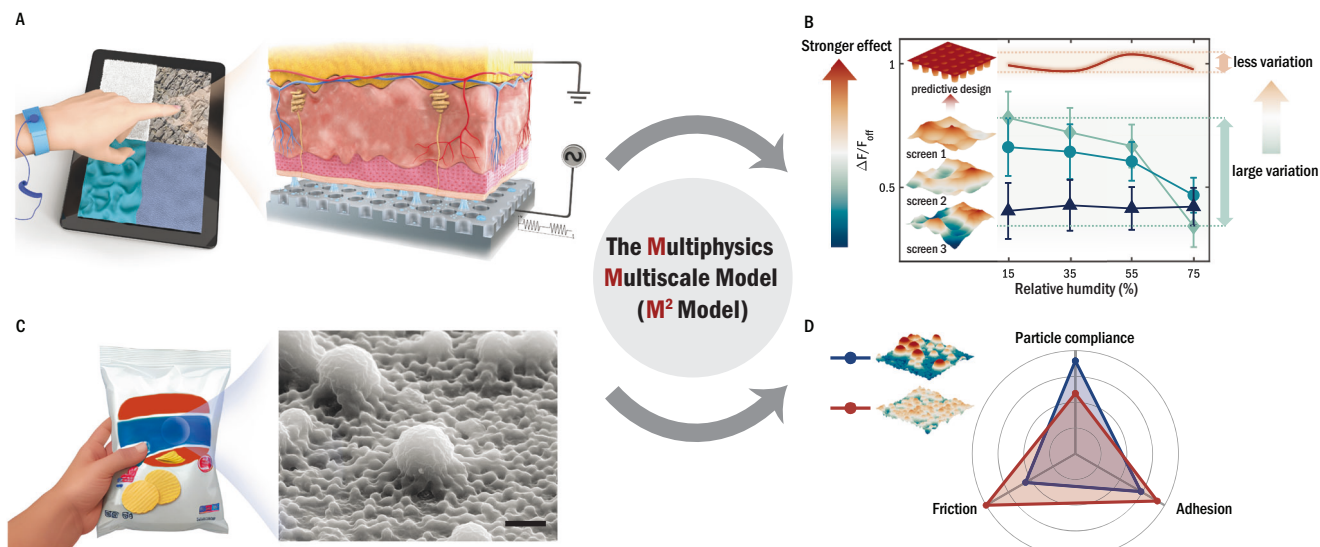 A
B
Stronger effect
ΔF/F_off
1
0.5
predictive design
screen 1
screen 2
screen 3
less variation
large variation
15
35
55
75
Relative humdity (%)
The Multiphysics
Multiscale Model
(M² Model)
C
D
Particle compliance
Friction
Adhesion